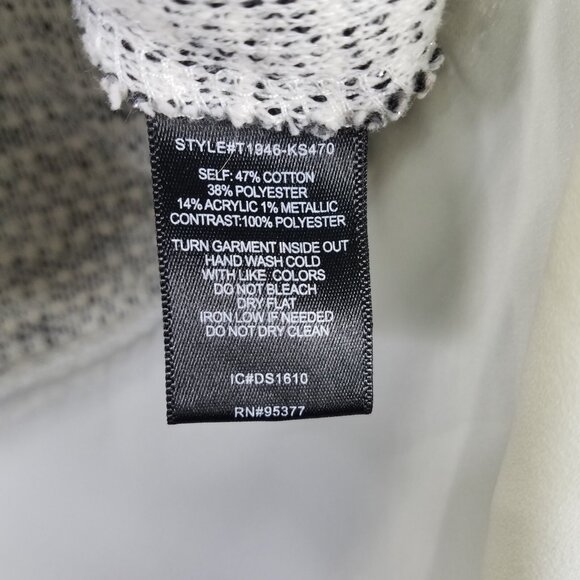 STYLE#T1946-KS470
SELF: 47% COTTON
38% POLYESTER
14% ACRYLIC 1% METALLIC
CONTRAST:100% POLYESTER
TURN GARMENT INSIDE OUT
HAND WASH COLD
WITH LIKE COLORS
DO NOT BLEACH
DRY FLAT
IRON LOW IF NEEDED
DO NOT DRY CLEAN
IC#DS1610
RN#95377